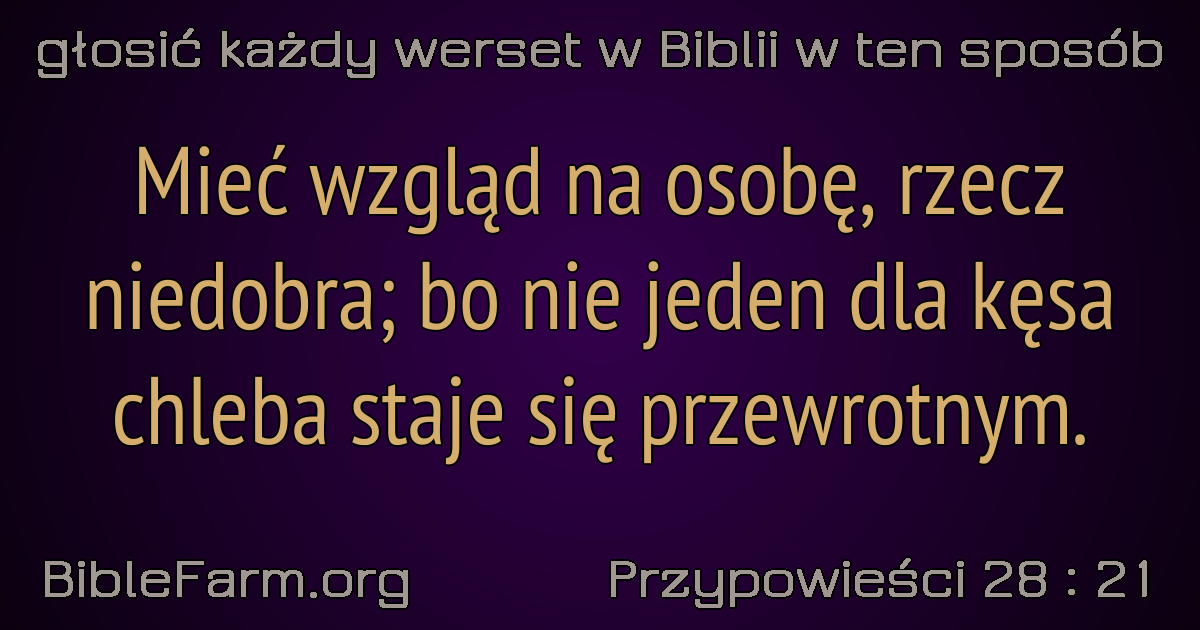 głosić każdy werset w Biblii w ten sposób
Mieć wzgląd na osobę, rzecz
niedobra; bo nie jeden dla kęsa
chleba staje się przewrotnym.
BibleFarm.org
Przypowieści 28 : 21